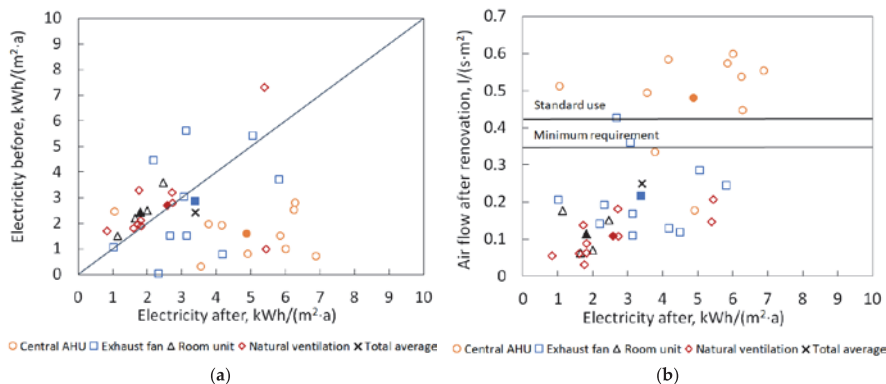 10
9
8
7
6
5
4
3
2
1
0
Electricity before, kWh/(m²·a)
0 1 2 3 4 5 6 7 8 9 10
Electricity after, kWh/(m²·a)
Central AHU Exhaust fan Room unit Natural ventilation Total average
(a)
0.7
0.6
0.5
0.4
0.3
0.2
0.1
0
Air flow after renovation, l/(s·m²)
Standard use
Minimum requirement
0 1 2 3 4 5 6 7 8 9 10
Electricity after, kWh/(m²·a)
Central AHU Exhaust fan Room unit Natural ventilation Total average
(b)